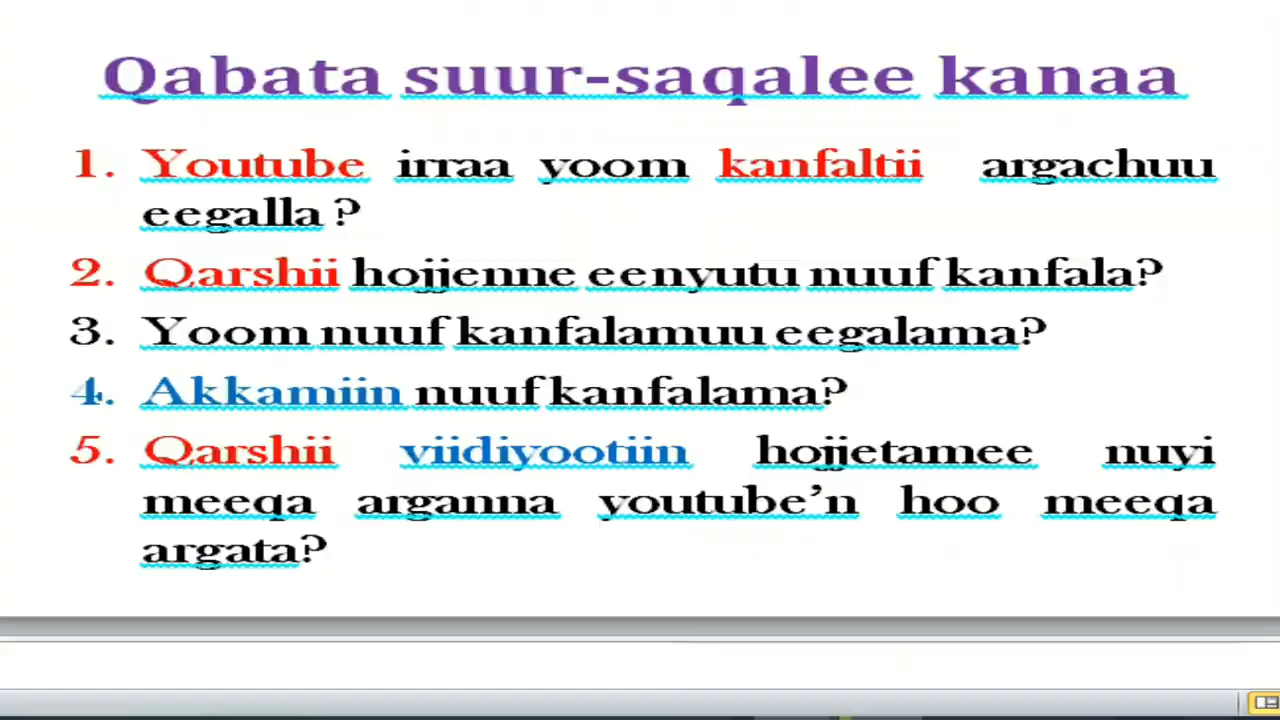 Qabata suur-saqalee kanaa
1. Youtube irraa yoom kanfaltii argachuu
eegalla ?
2. Qarshii hojjenne eenyutu nuuf kanfala?
3. Yoom nuuf kanfalamuu eegalama?
4. Akkamiin nuuf kanfalama?
5. Qarshii viidiyootiin hojjetamee nuyi
meeqa arganna youtube’n hoo meeqa
argata?